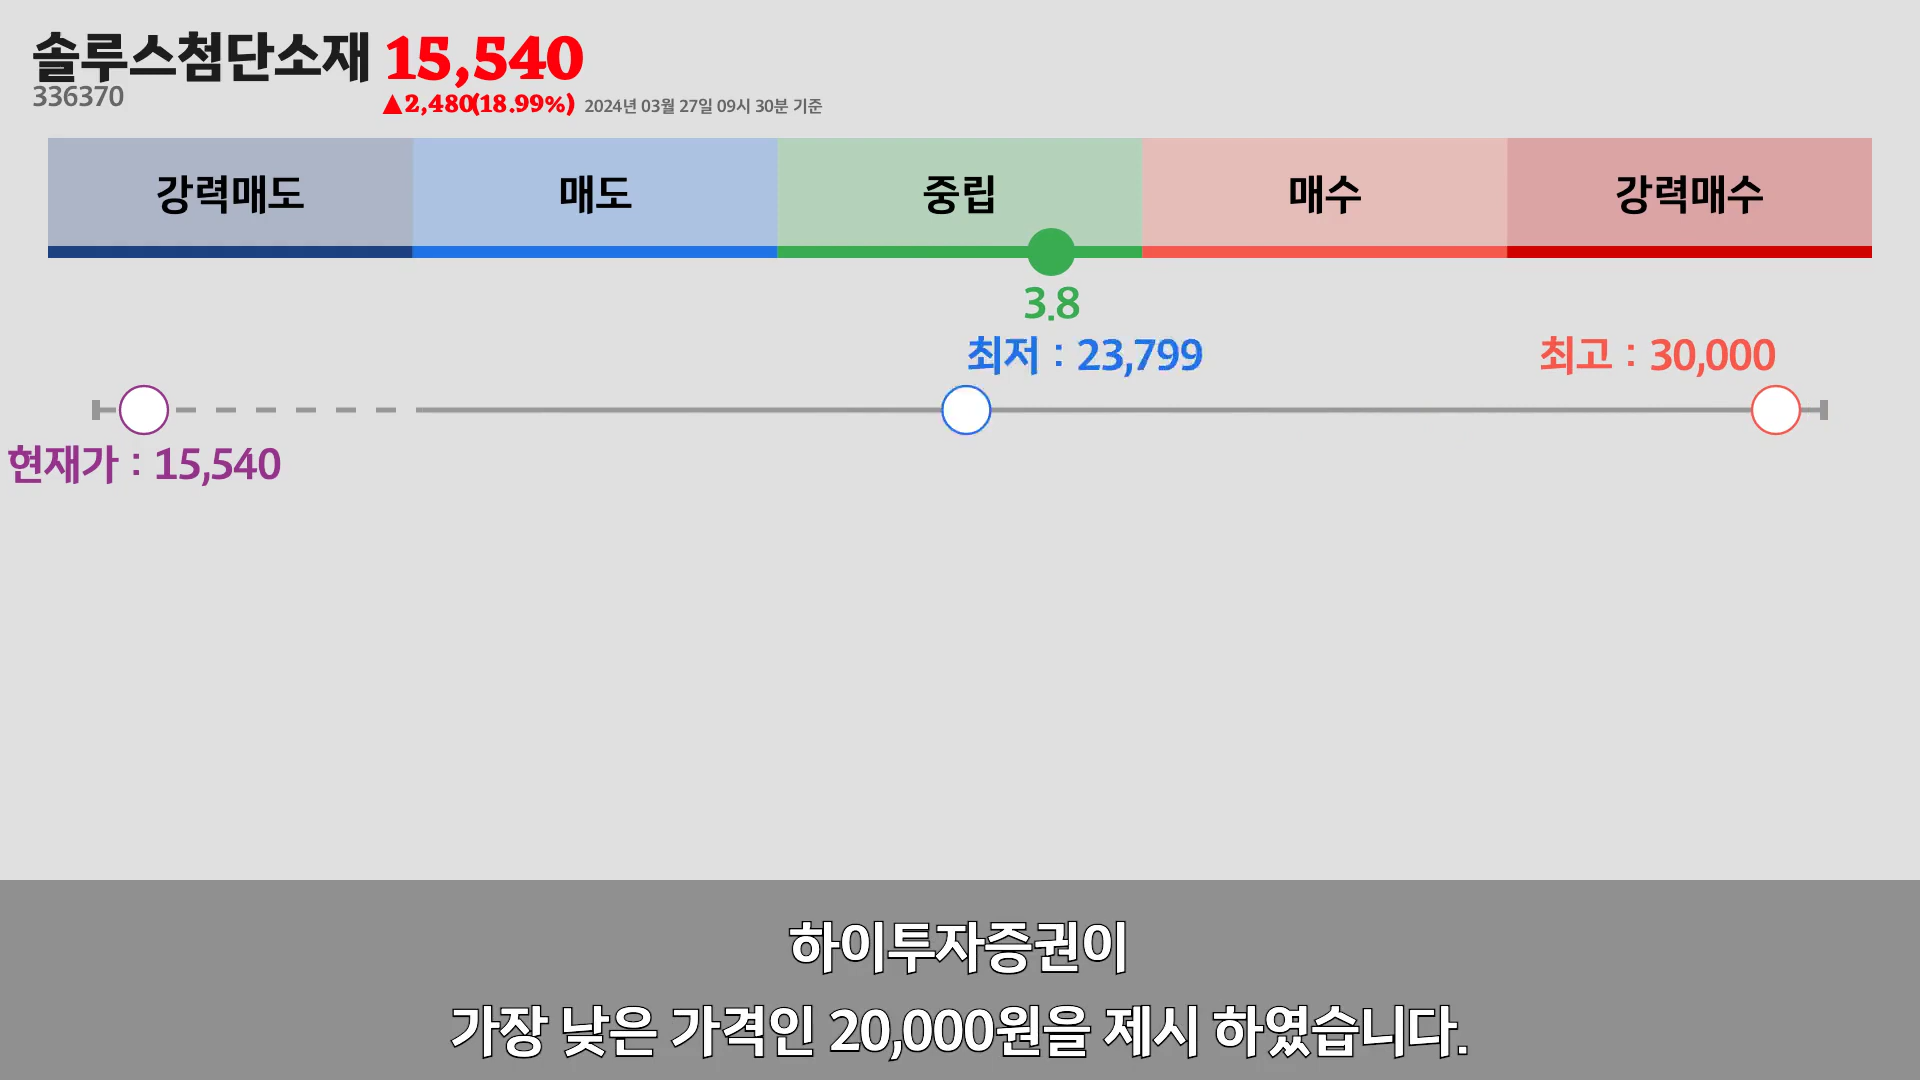 솔루스첨단소재 15,540
336370
▲2,480(18.99%) 2024년 03월 27일 09시 30분 기준
강력매도 매도 중립 매수 강력매수
3.8
최저 : 23,799 최고 : 30,000
현재가 : 15,540
하이투자증권이
가장 낮은 가격인 20,000원을 제시 하였습니다.